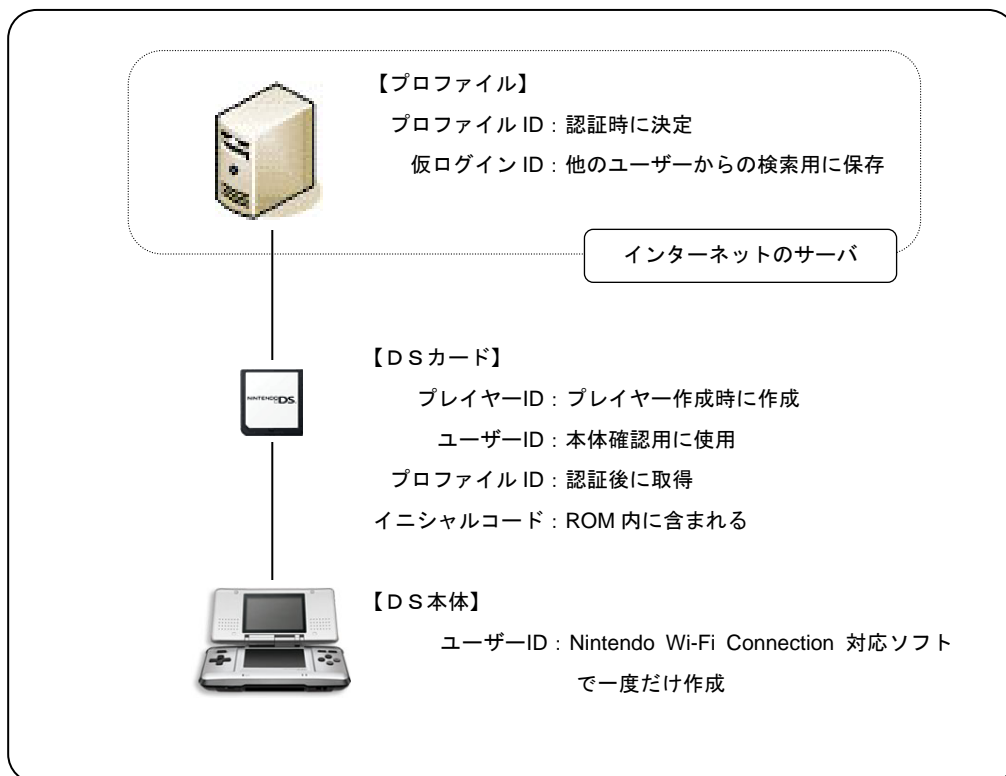 【プロファイル】
プロファイル ID：認証時に決定
仮ログイン ID：他のユーザーからの検索用に保存
インターネットのサーバ
【ＤＳカード】
NINTENDO DS
プレイヤーID：プレイヤー作成時に作成
ユーザーID：本体確認用に使用
プロファイル ID：認証後に取得
イニシャルコード：ROM 内に含まれる
【ＤＳ本体】
ユーザーID：Nintendo Wi-Fi Connection 対応ソフト
で一度だけ作成